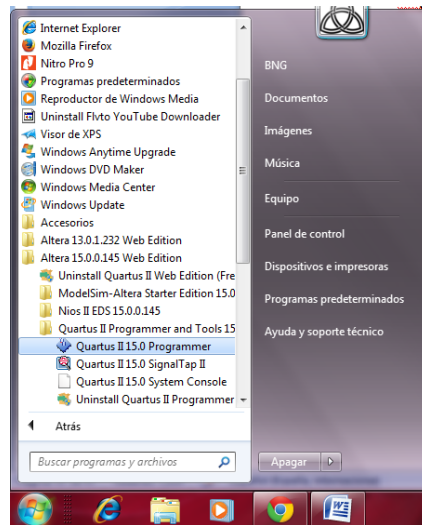 Internet Explorer
Mozilla Firefox
Nitro Pro 9
Programas predeterminados
Reproductor de Windows Media
Uninstall Flvto YouTube Downloader
Visor de XPS
Windows Anytime Upgrade
Windows DVD Maker
Windows Media Center
Windows Update
Accesorios
Altera 13.0.1.232 Web Edition
Altera 15.0.0.145 Web Edition
Uninstall Quartus II Web Edition (Fre
ModelSim-Altera Starter Edition 15.0
Nios II EDS 15.0.0.145
Quartus II Programmer and Tools 15
Quartus II 15.0 Programmer
Quartus II 15.0 SignalTap II
Quartus II 15.0 System Console
Uninstall Quartus II Programmer
Atrás
Buscar programas y archivos
BNG
Documentos
Imágenes
Música
Equipo
Panel de control
Dispositivos e impresoras
Programas predeterminados
Ayuda y soporte técnico
Apagar